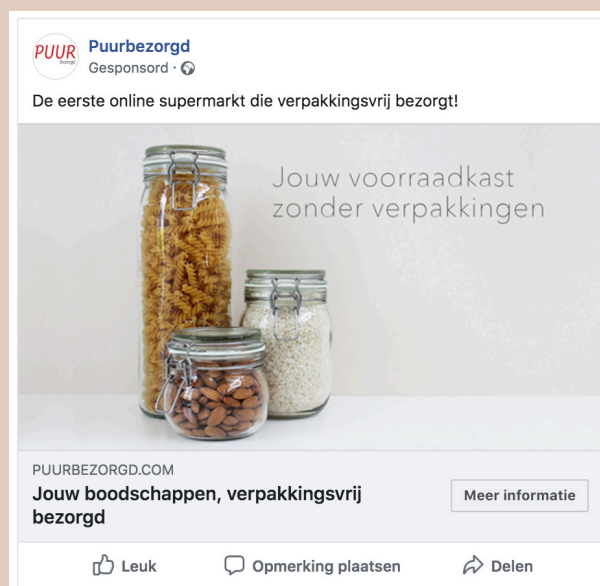 PUUR
Bezorgd
Puurbezorgd
Gesponsord ·
De eerste online supermarkt die verpakkingsvrij bezorgt!
Jouw voorraadkast
zonder verpakkingen
PUURBEZORGD.COM
Jouw boodschappen, verpakkingsvrij
bezorgd
Meer informatie
Leuk
Opmerking plaatsen
Delen